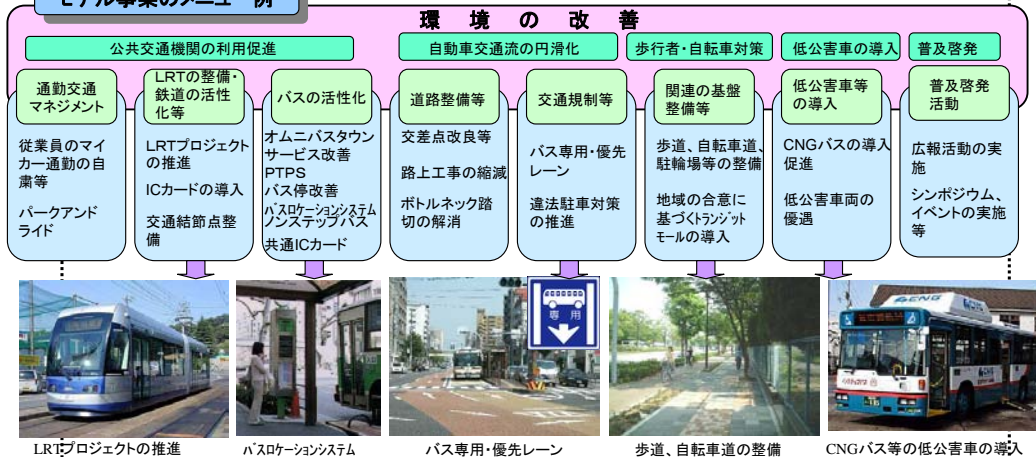 モデル事業のメニュー例
環 境 の 改 善
公共交通機関の利用促進
自動車交通流の円滑化
歩行者・自転車対策
低公害車の導入
普及啓発
通勤交通
マネジメント
従業員のマイ
カー通勤の自
粛等
パークアンド
ライド
LRTの整備・
鉄道の活性
化等
LRTプロジェクト
の推進
ICカードの導入
交通結節点整
備
バスの活性化
オムニバスタウン
サービス改善
PTPS
バス停改善
バスロケーションシステム
ノンステップバス
共通ICカード
道路整備等
交差点改良等
路上工事の縮減
ボトルネック踏
切の解消
交通規制等
バス専用・優先
レーン
違法駐車対策
の推進
関連の基盤
整備等
歩道、自転車道、
駐輪場等の整備
地域の合意に
基づくトランジット
モールの導入
低公害車等
の導入
CNGバスの導入
促進
低公害車両の
優遇
普及啓発
活動
広報活動の実
施
シンポジウム、
イベントの実施
等
専用
CNG
CNG
LRTプロジェクトの推進
バスロケーションシステム
バス専用・優先レーン
歩道、自転車道の整備
CNGバス等の低公害車の導入